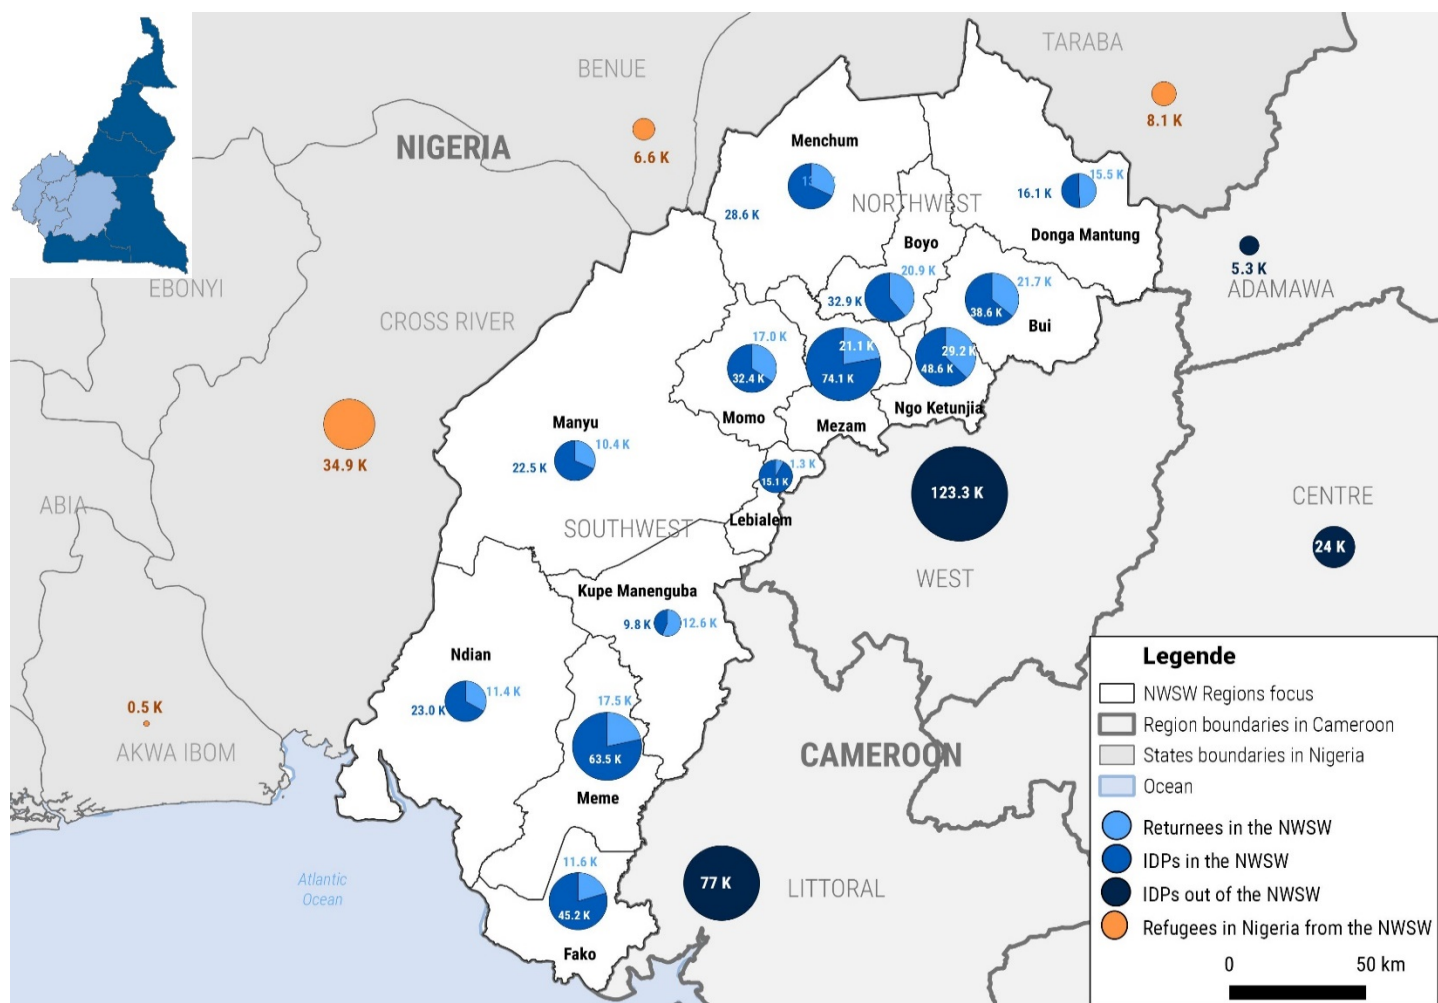 TARABA
BENUE
8.1 K
NIGERIA
6.6 K
Menchum
15.5 K
16.1 K
NORTHWEST
28.6 K
Donga Mantung
Boyo
5.3 K
ADAMAWA
EBONYI
20.9 K
21.7 K
32.9 K
38.6 K
CROSS RIVER
Bui
17.0 K
21.1 K
29.2 K
32.4 K
74.1 K
48.6 K
Ngo Ketunjia
Momo
Mezam
Manyu
10.4 K
22.5 K
34.9 K
1.3 K
15.1 K
123.3 K
CENTRE
ABIA
Lebialem
SOUTHWEST
24 K
WEST
Kupe Manenguba
9.8 K
12.6 K
Ndian
11.4 K
23.0 K
17.5 K
0.5 K
AKWA IBOM
63.5 K
CAMEROON
Meme
11.6 K
77 K
LITTORAL
Atlantic
Ocean
45.2 K
Fako
Legende
NWSW Regions focus
Region boundaries in Cameroon
States boundaries in Nigeria
Ocean
Returnees in the NWSW
IDPs in the NWSW
IDPs out of the NWSW
Refugees in Nigeria from the NWSW
0
50 km